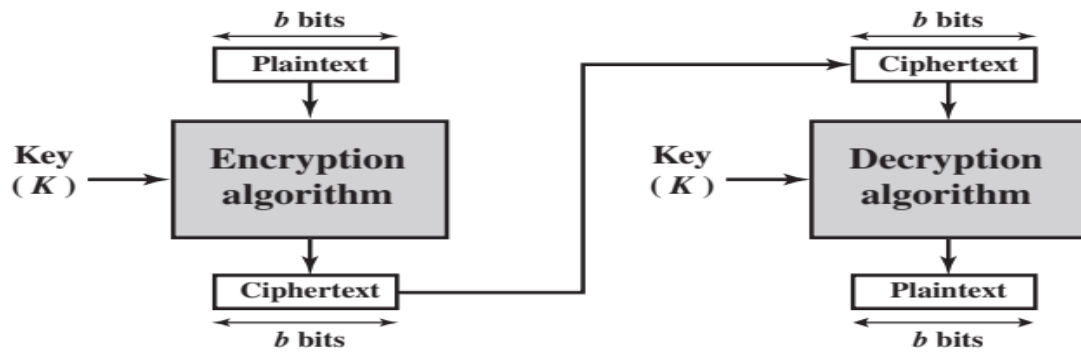 b bits
Plaintext
Key
(K)
Encryption
algorithm
Ciphertext
b bits
b bits
Ciphertext
Key
(K)
Decryption
algorithm
Plaintext
b bits